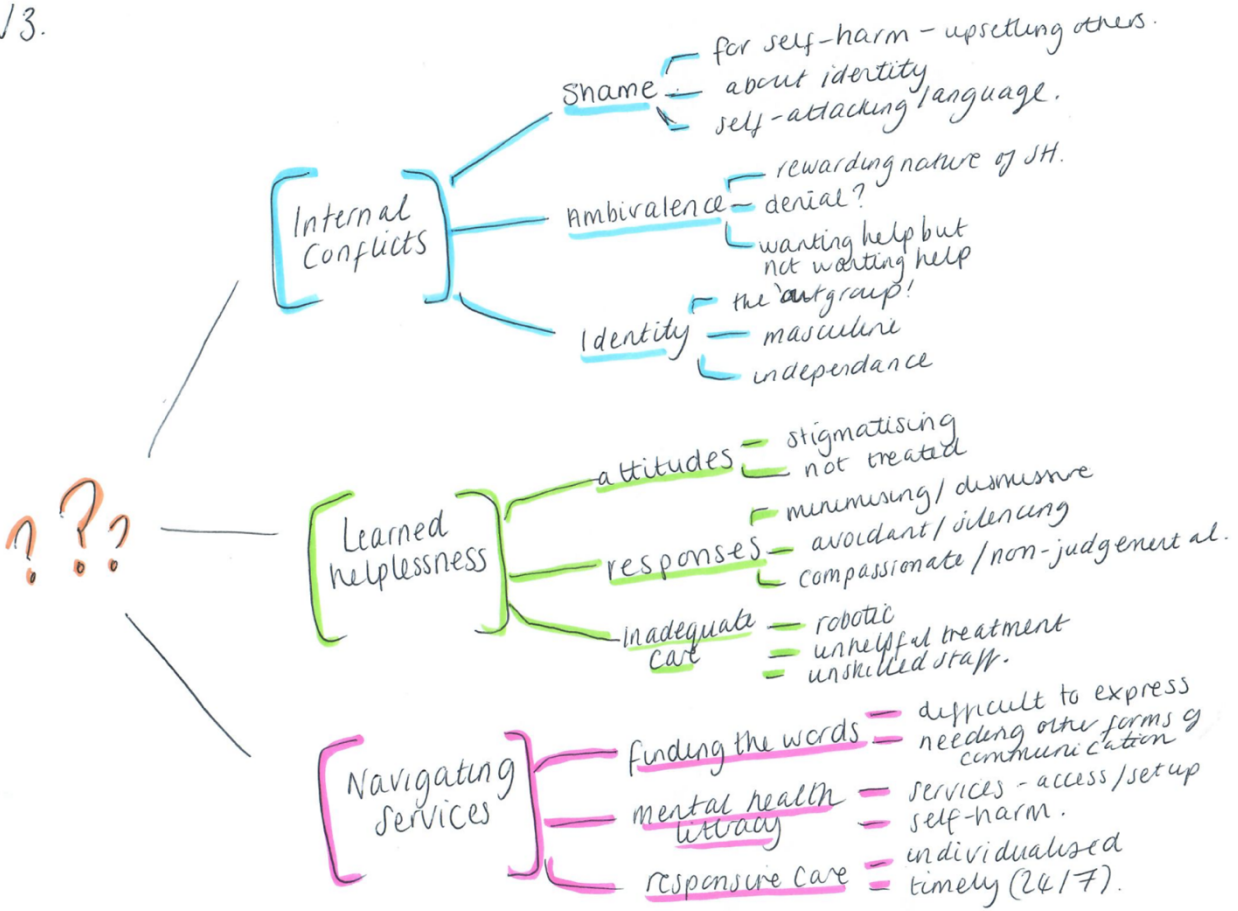 V3.
Internal
Conflicts
Shame
for self-harm - upsetting others.
about identity
self-attacking language.
Ambivalence
rewarding nature of SH.
denial?
wanting help but
not wanting help
Identity
the 'outgroup'
masculine
independance
???
Learned
helplessness
attitudes
stigmatising
not treated
responses
minimising/dismissive
avoidant/silencing
compassionate/non-judgemental.
inadequate
care
robotic
unhelpful treatment
unskilled staff.
Navigating
Services
finding the words
difficult to express
needing other forms of
communication
mental health
literacy
services - access/setup
self-harm.
responsive care
individualised
timely (24/7).